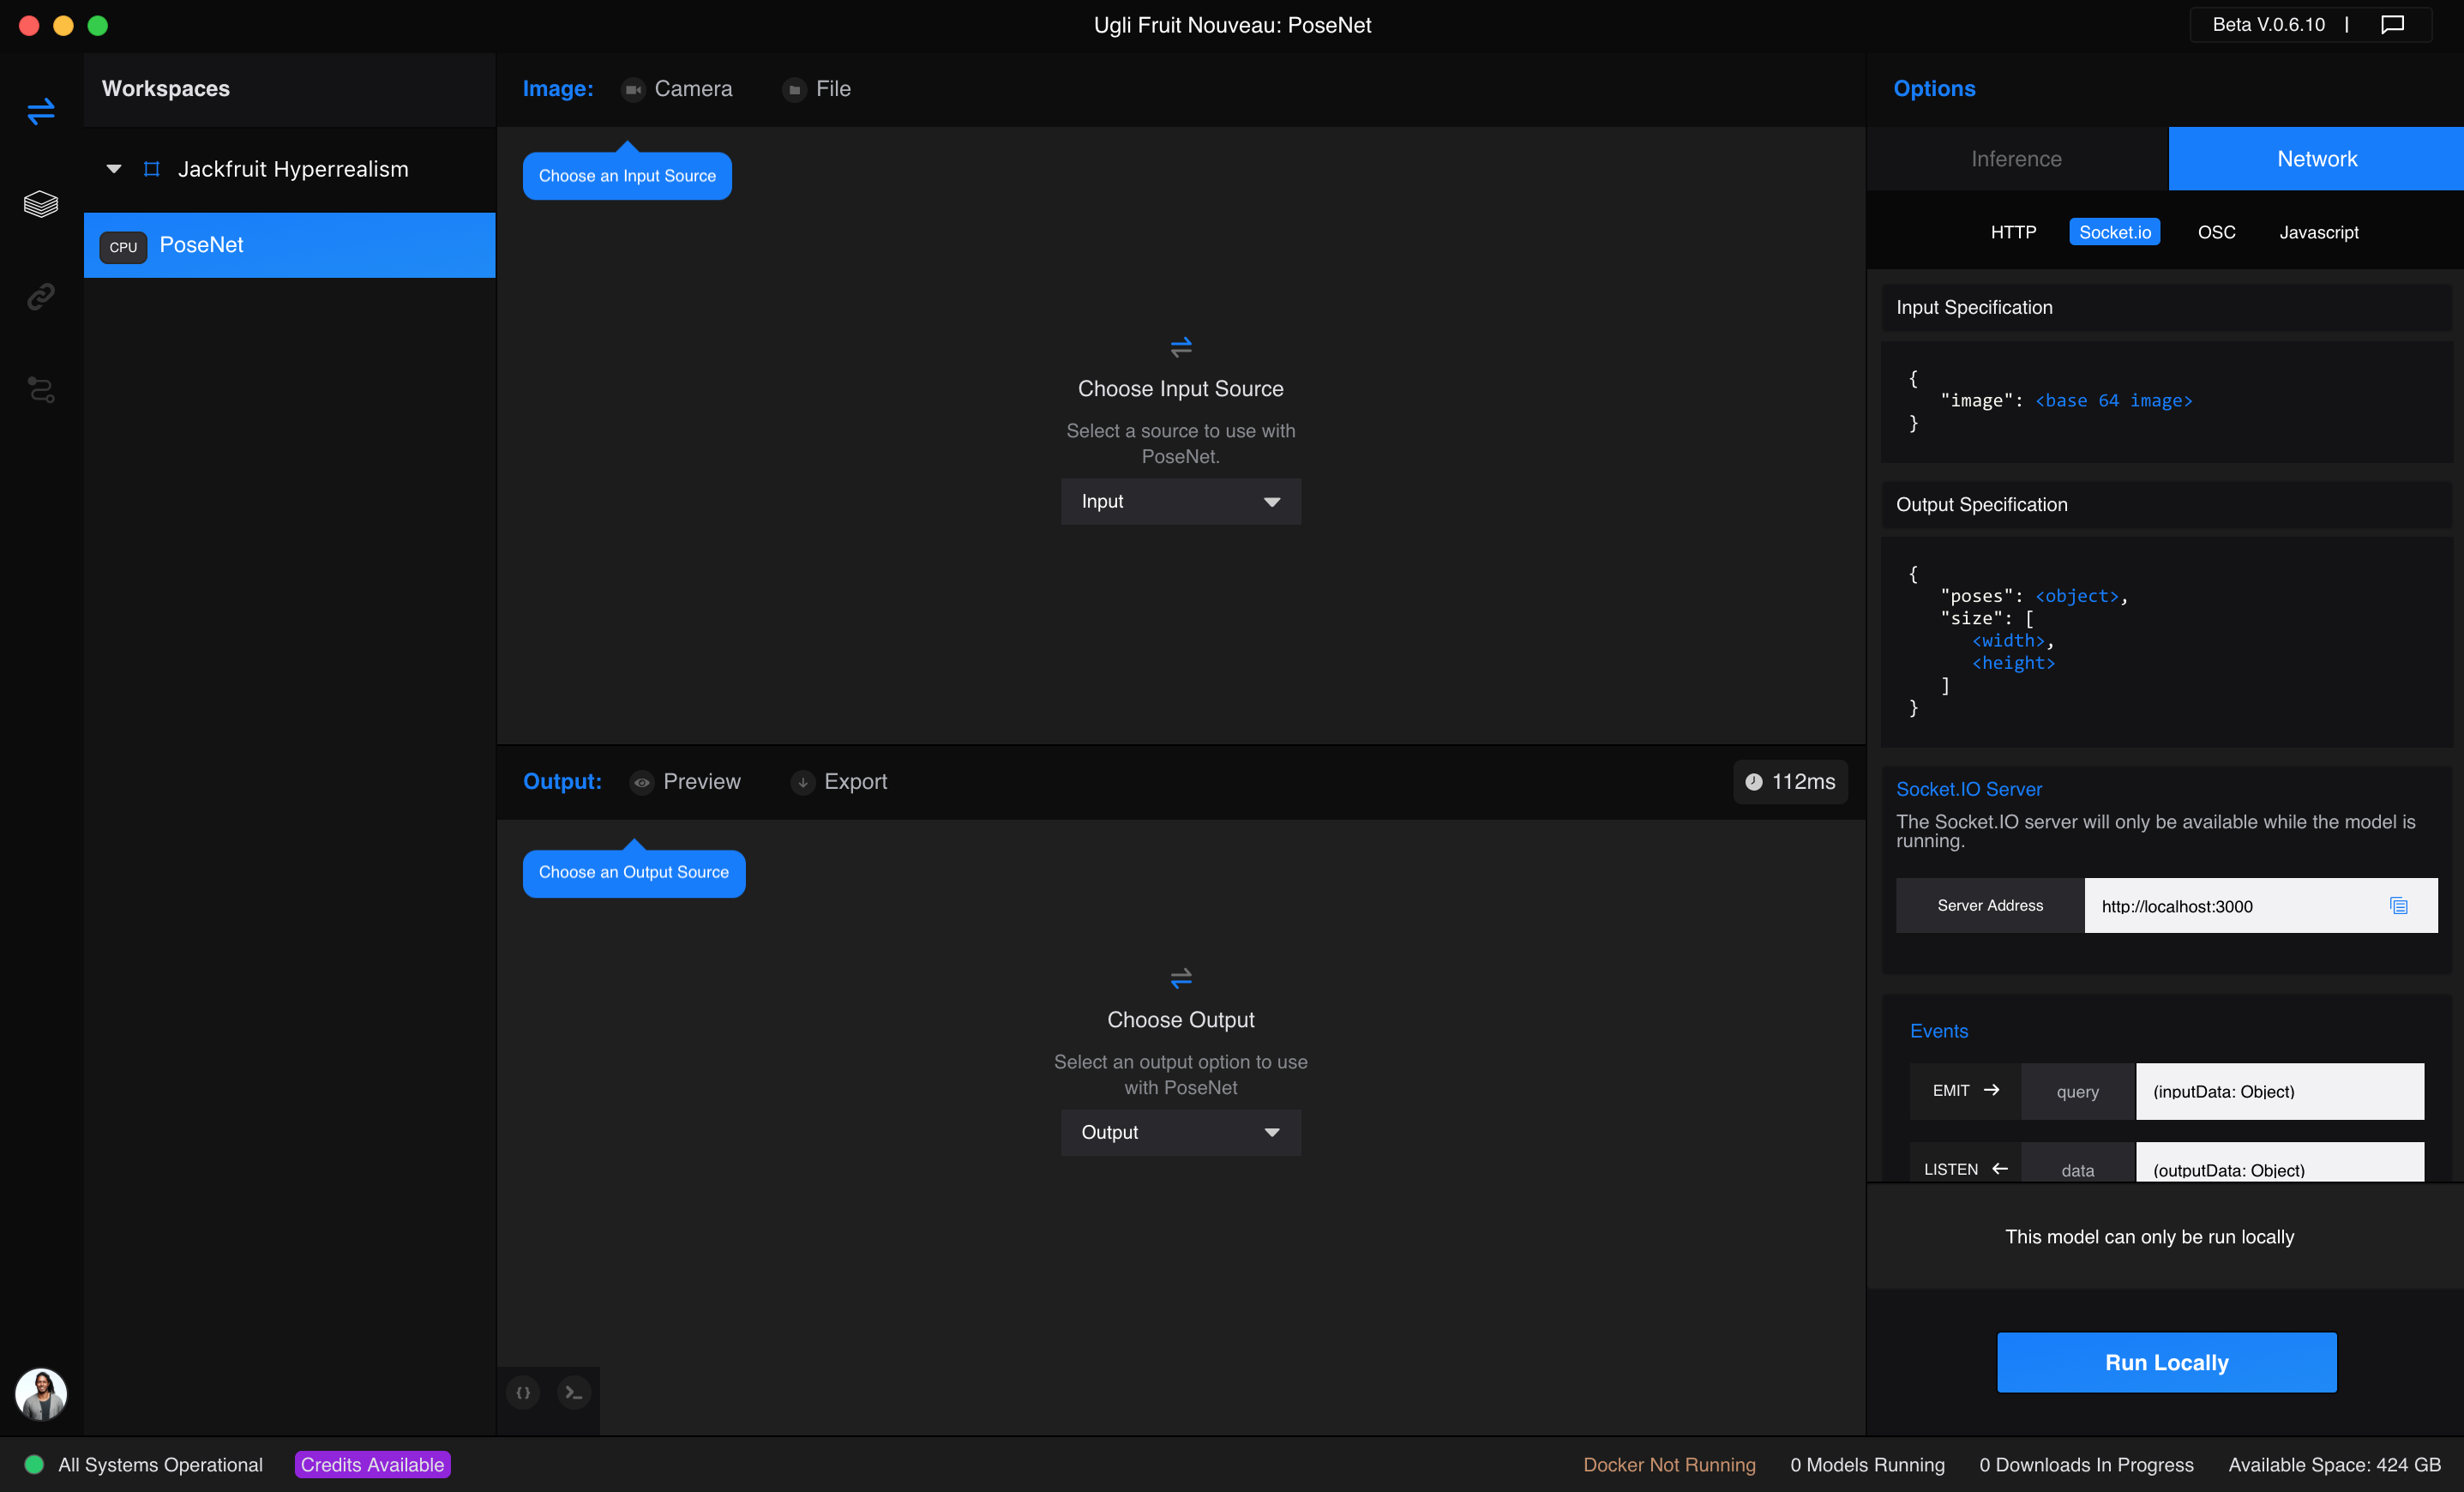 Ugli Fruit Nouveau: PoseNet
Beta V.0.6.10 |
Workspaces
Jackfruit Hyperrealism
CPU PoseNet
Image: Camera File
Choose an Input Source
Choose Input Source
Select a source to use with
PoseNet.
Input
Output: Preview Export
112ms
Choose an Output Source
Choose Output
Select an output option to use
with PoseNet
Output
Options
Inference Network
HTTP Socket.io OSC Javascript
Input Specification
{
"image": <base 64 image>
}
Output Specification
{
"poses": <object>,
"size": [
<width>,
<height>
]
}
Socket.IO Server
The Socket.IO server will only be available while the model is
running.
Server Address http://localhost:3000
Events
EMIT → query (inputData: Object)
LISTEN ← data (outputData: Object)
This model can only be run locally
Run Locally
All Systems Operational Credits Available
Docker Not Running 0 Models Running 0 Downloads In Progress Available Space: 424 GB